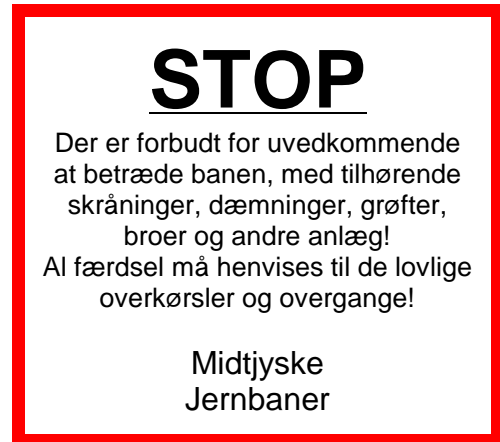 STOP
Der er forbudt for uvedkommende
at betræde banen, med tilhørende
skråninger, dæmninger, grøfter,
broer og andre anlæg!
Al færdsel må henvises til de lovlige
overkørsler og overgange!
Midtjyske
Jernbaner